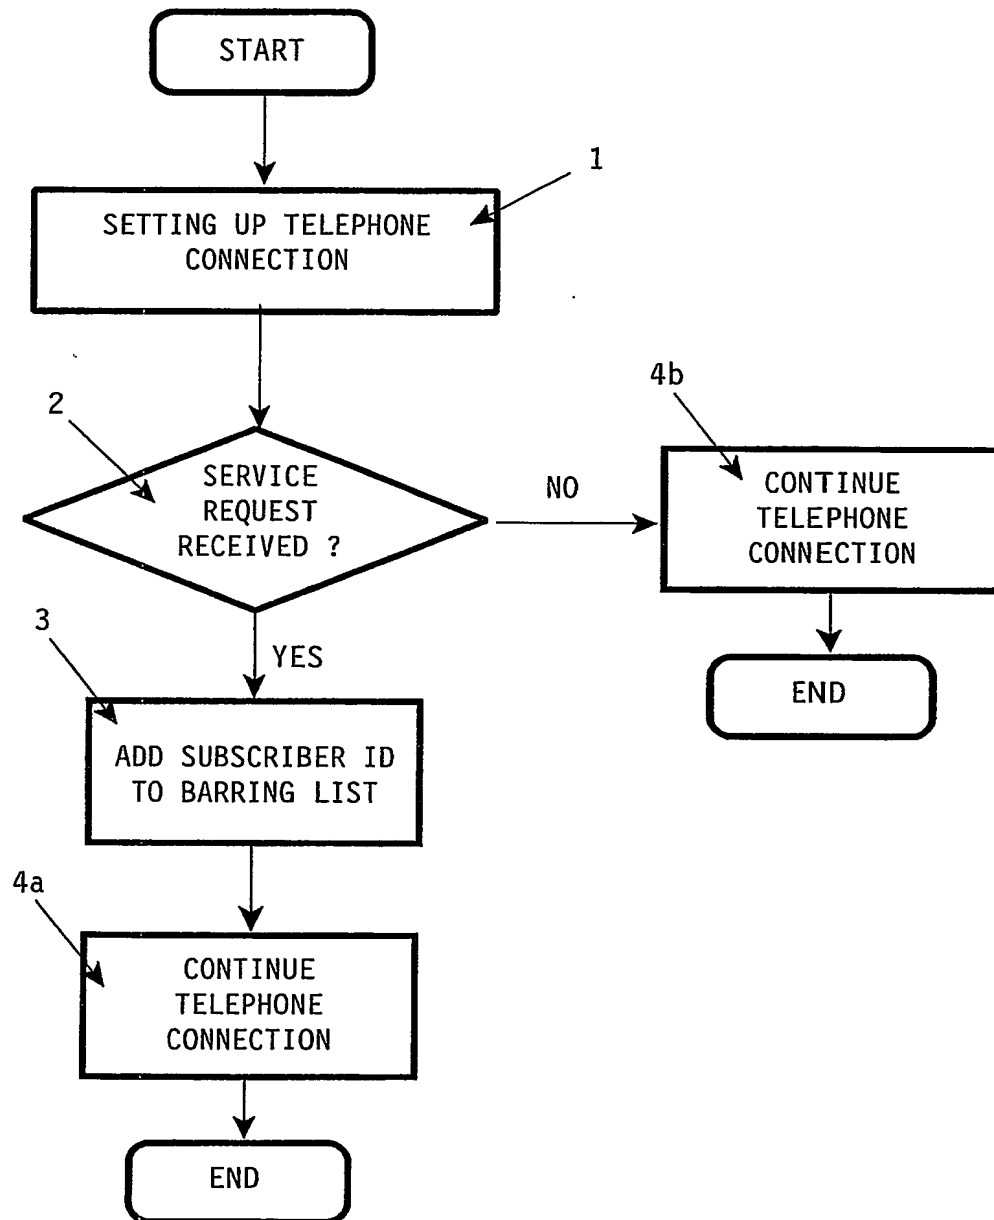 START
1
SETTING UP TELEPHONE
CONNECTION
2
SERVICE
REQUEST
RECEIVED ?
NO
4b
CONTINUE
TELEPHONE
CONNECTION
END
YES
3
ADD SUBSCRIBER ID
TO BARRING LIST
4a
CONTINUE
TELEPHONE
CONNECTION
END